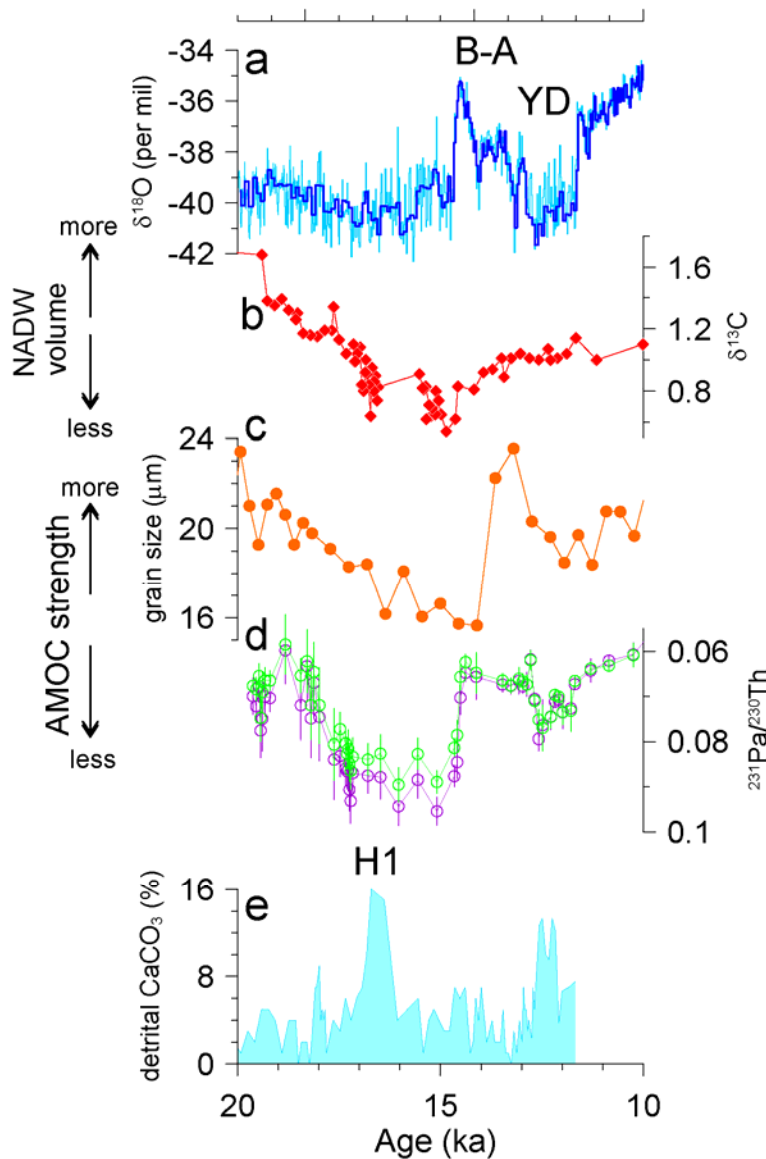 B-A
a
YD
δ18O (per mil)
-34
-36
-38
-40
-42
more
NADW
volume
less
b
δ13C
1.6
1.2
0.8
c
grain size (µm)
24
20
16
more
AMOC strength
less
d
231Pa/230Th
0.06
0.08
0.1
H1
e
detrital CaCO3 (%)
16
8
0
20
15
10
Age (ka)